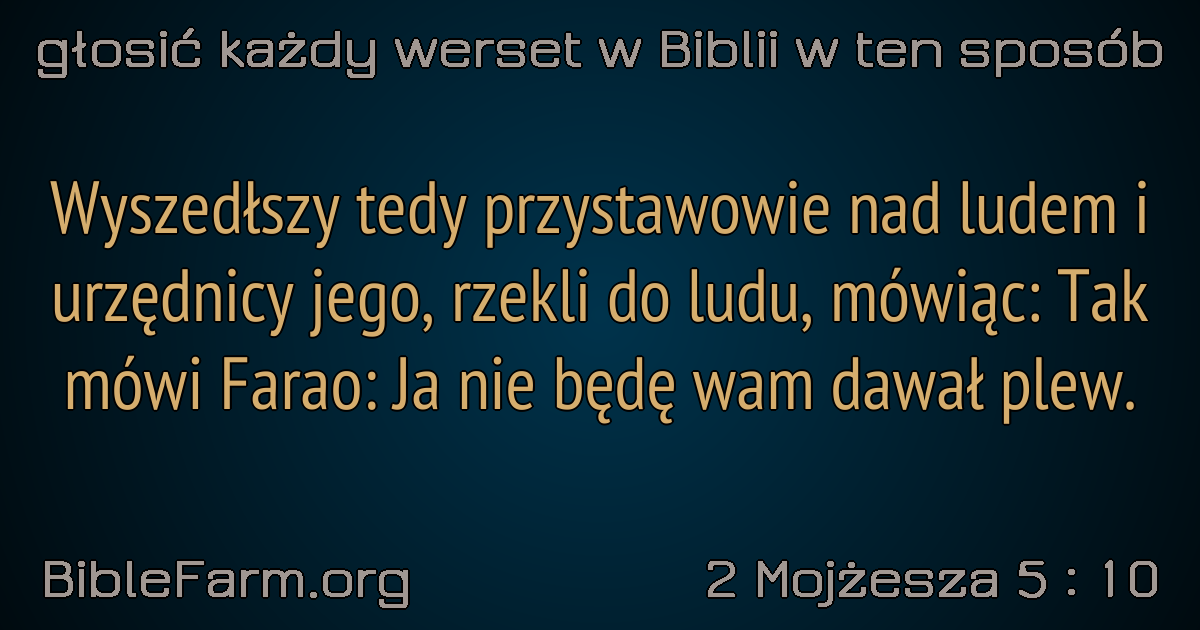 głosić każdy werset w Biblii w ten sposób
Wyszedłszy tedy przystawowie nad ludem i
urzędnicy jego, rzekli do ludu, mówiąc: Tak
mówi Farao: Ja nie będę wam dawał plew.
BibleFarm.org
2 Mojżesza 5 : 10